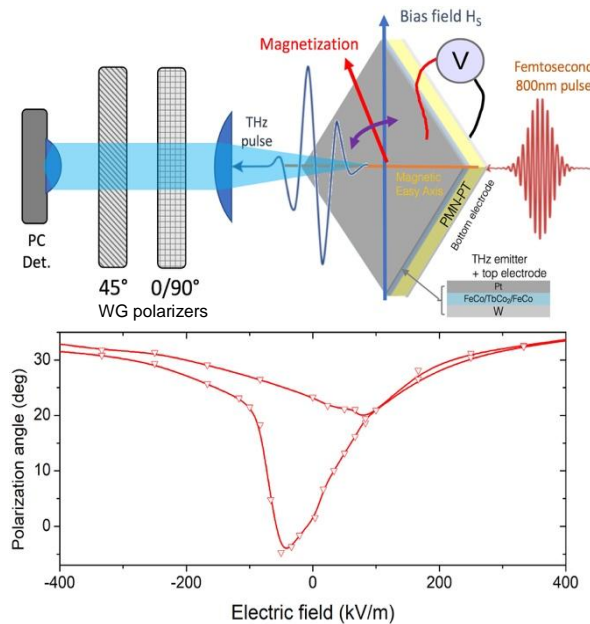 Bias field Hs
Magnetization
V
Femtosecond
800nm pulse
THz
pulse
Magnetic
Easy Axis
PMN-PT
Bottom electrode
PC
Det.
45°
0/90°
WG polarizers
THz emitter
+ top electrode
Pt
FeCo/TbCo₂/FeCo
W
Polarization angle (deg)
30
20
10
0
-400
-200
0
200
400
Electric field (kV/m)